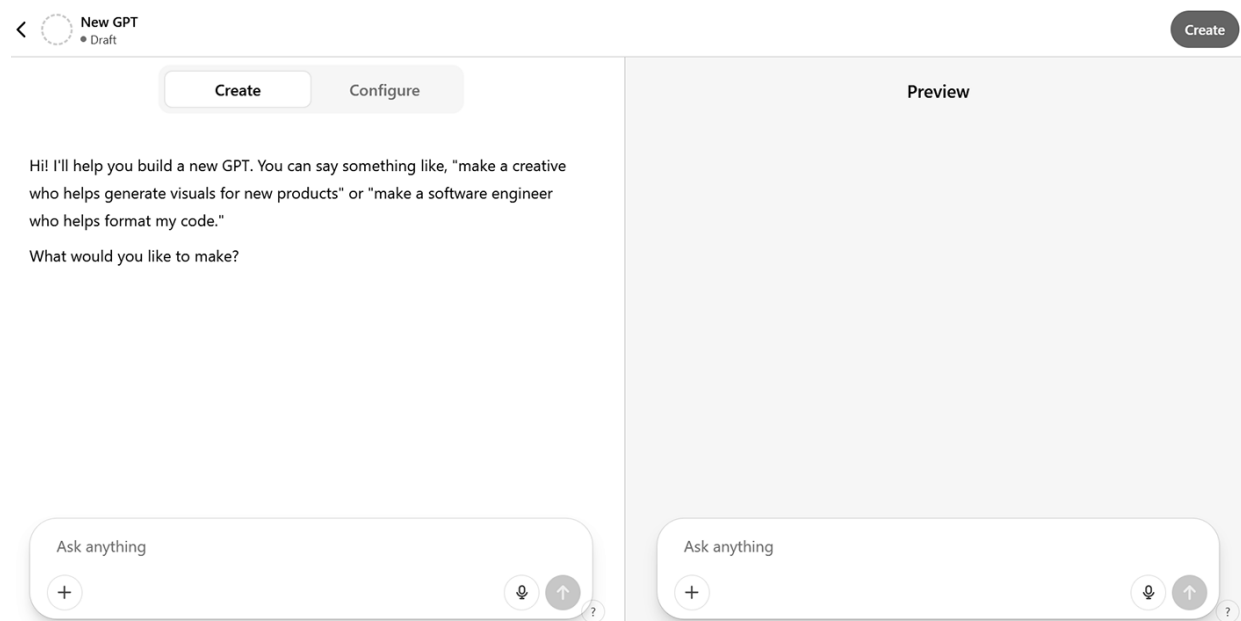 New GPT
Draft
Create
Create
Configure
Preview
Hi! I'll help you build a new GPT. You can say something like, "make a creative
who helps generate visuals for new products" or "make a software engineer
who helps format my code."
What would you like to make?
Ask anything
?
Ask anything
?